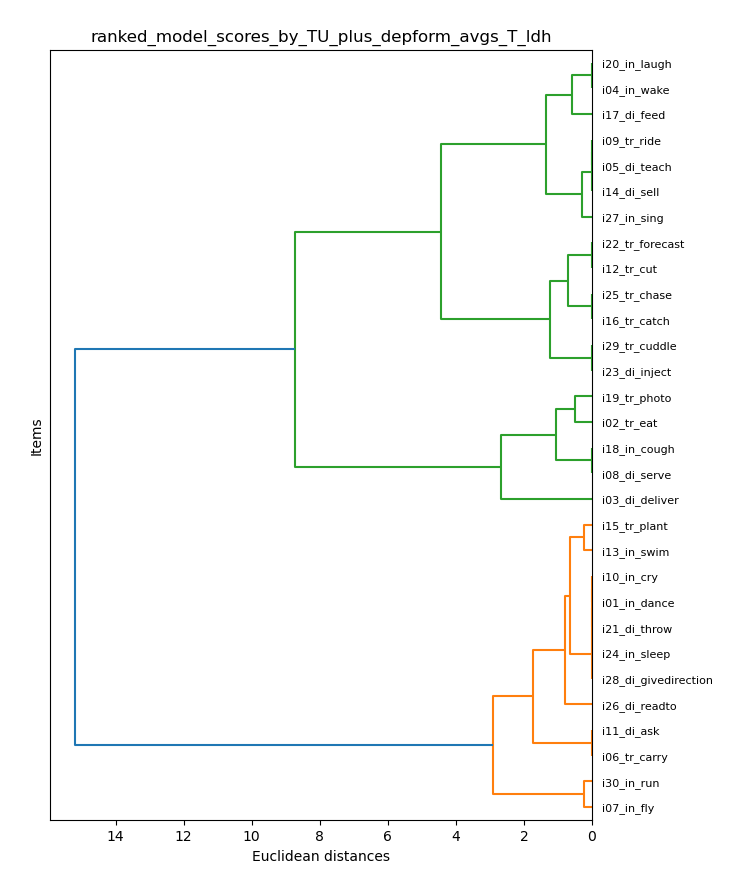 ranked_model_scores_by_TU_plus_depform_avgs_T_ldh
i20_in_laugh
i04_in_wake
i17_di_feed
i09_tr_ride
i05_di_teach
i14_di_sell
i27_in_sing
i22_tr_forecast
i12_tr_cut
i25_tr_chase
i16_tr_catch
i29_tr_cuddle
i23_di_inject
i19_tr_photo
i02_tr_eat
i18_in_cough
i08_di_serve
i03_di_deliver
i15_tr_plant
i13_in_swim
i10_in_cry
i01_in_dance
i21_di_throw
i24_in_sleep
i28_di_givedirection
i26_di_readto
i11_di_ask
i06_tr_carry
i30_in_run
i07_in_fly
Items
14 12 10 8 6 4 2 0
Euclidean distances